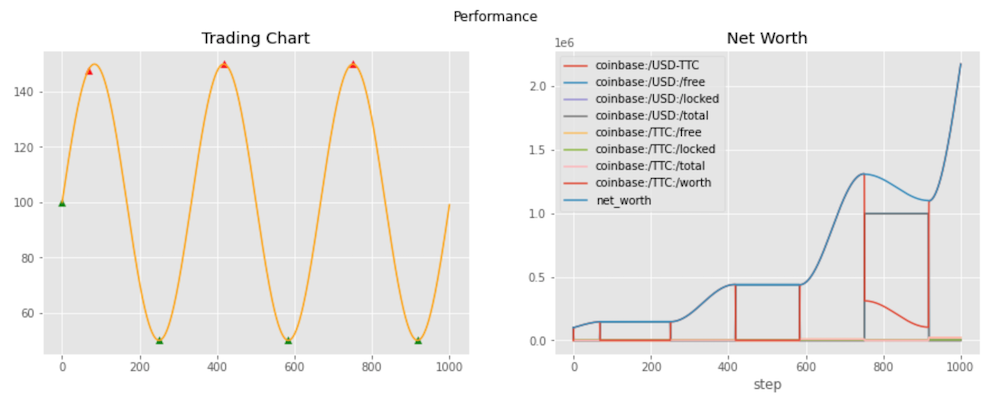 Performance
Trading Chart
140
120
100
80
60
0
200
400
600
800
1000
Net Worth
1e6
2.0
1.5
1.0
0.5
0.0
coinbase:/USD-TTC
coinbase:/USD:/free
coinbase:/USD:/locked
coinbase:/USD:/total
coinbase:/TTC:/free
coinbase:/TTC:/locked
coinbase:/TTC:/total
coinbase:/TTC:/worth
net_worth
0
200
400
600
800
1000
step